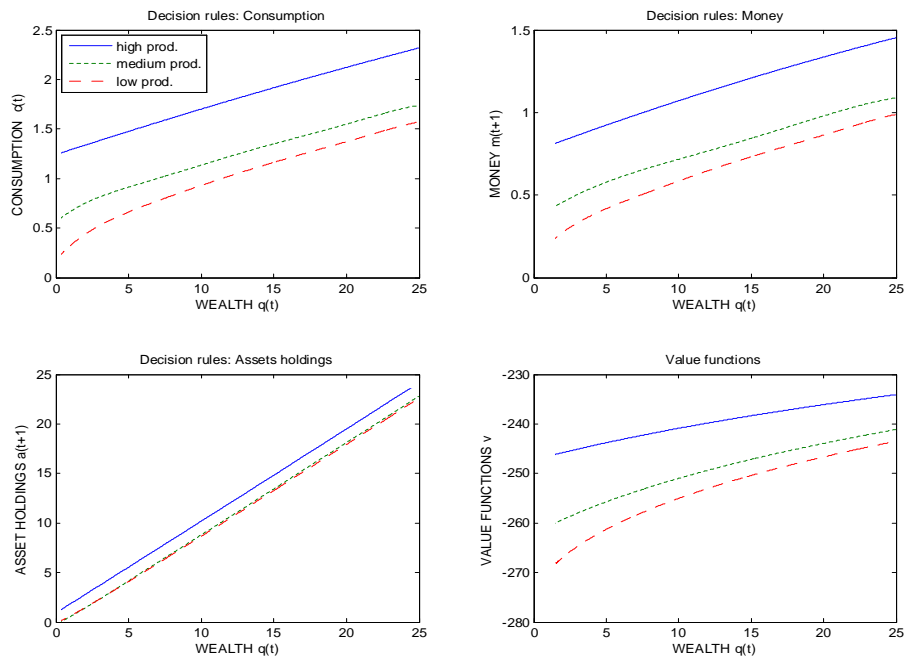 Decision rules: Consumption
2.5
2
1.5
1
0.5
0
CONSUMPTION c(t)
high prod.
medium prod.
low prod.
0 5 10 15 20 25
WEALTH q(t)
Decision rules: Money
1.5
1
0.5
0
MONEY m(t+1)
0 5 10 15 20 25
WEALTH q(t)
Decision rules: Assets holdings
25
20
15
10
5
0
ASSET HOLDINGS a(t+1)
0 5 10 15 20 25
WEALTH q(t)
Value functions
-230
-240
-250
-260
-270
-280
VALUE FUNCTIONS v
0 5 10 15 20 25
WEALTH q(t)